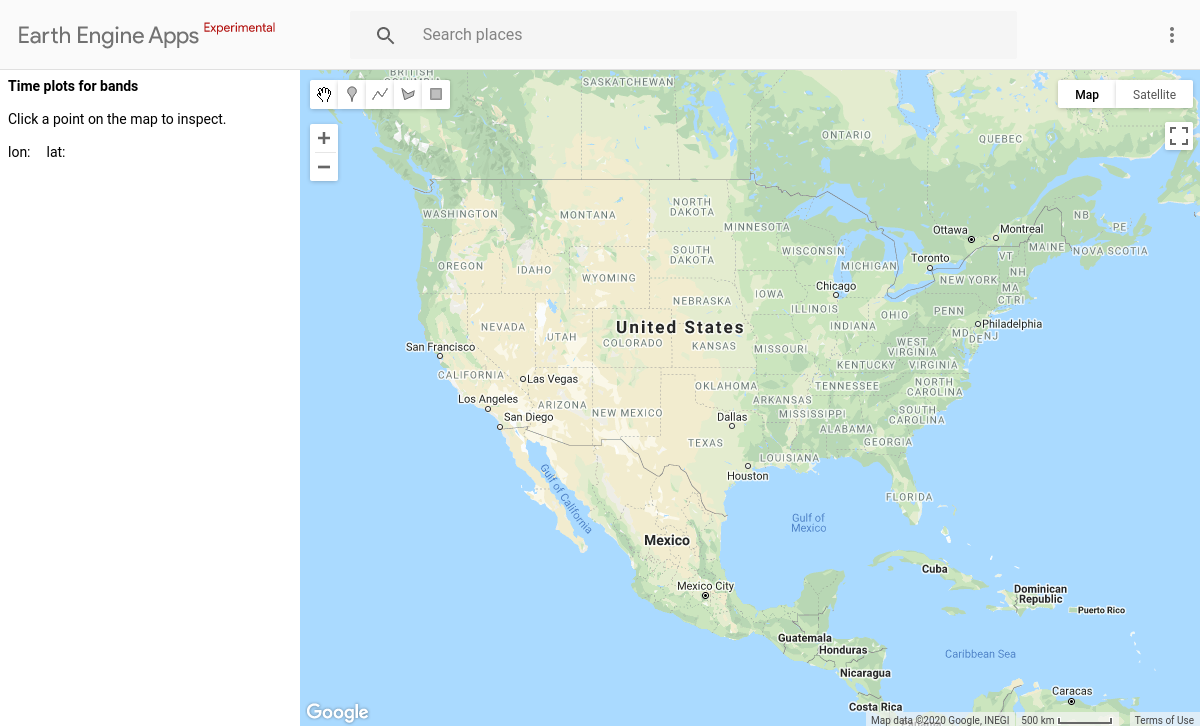 Earth Engine Apps Experimental
Search places
Time plots for bands
Click a point on the map to inspect.
lon: lat:
Map Satellite
BRITISH
COLUMBIA
SASKATCHEWAN
ONTARIO
QUEBEC
WASHINGTON
MONTANA
NORTH
DAKOTA
MINNESOTA
Ottawa
Montreal
NB
PE
MAINE
NOVA SCOTIA
OREGON
IDAHO
WYOMING
SOUTH
DAKOTA
WISCONSIN
MICHIGAN
Toronto
VT
NH
NEW YORK
MA
CT RI
Chicago
IOWA
NEBRASKA
ILLINOIS
OHIO
PENN
Philadelphia
INDIANA
MD
DE NJ
NEVADA
UTAH
United States
COLORADO
KANSAS
MISSOURI
WEST
VIRGINIA
KENTUCKY
VIRGINIA
San Francisco
CALIFORNIA
Las Vegas
OKLAHOMA
TENNESSEE
NORTH
CAROLINA
Los Angeles
ARIZONA
NEW MEXICO
ARKANSAS
San Diego
Dallas
MISSISSIPPI
SOUTH
CAROLINA
ALABAMA
GEORGIA
TEXAS
LOUISIANA
Houston
FLORIDA
Gulf of California
Gulf of
Mexico
Mexico
Cuba
Mexico City
Dominican
Republic
Puerto Rico
Guatemala
Honduras
Caribbean Sea
Nicaragua
Caracas
Costa Rica
Google
Map data ©2020 Google, INEGI 500 km Terms of Use